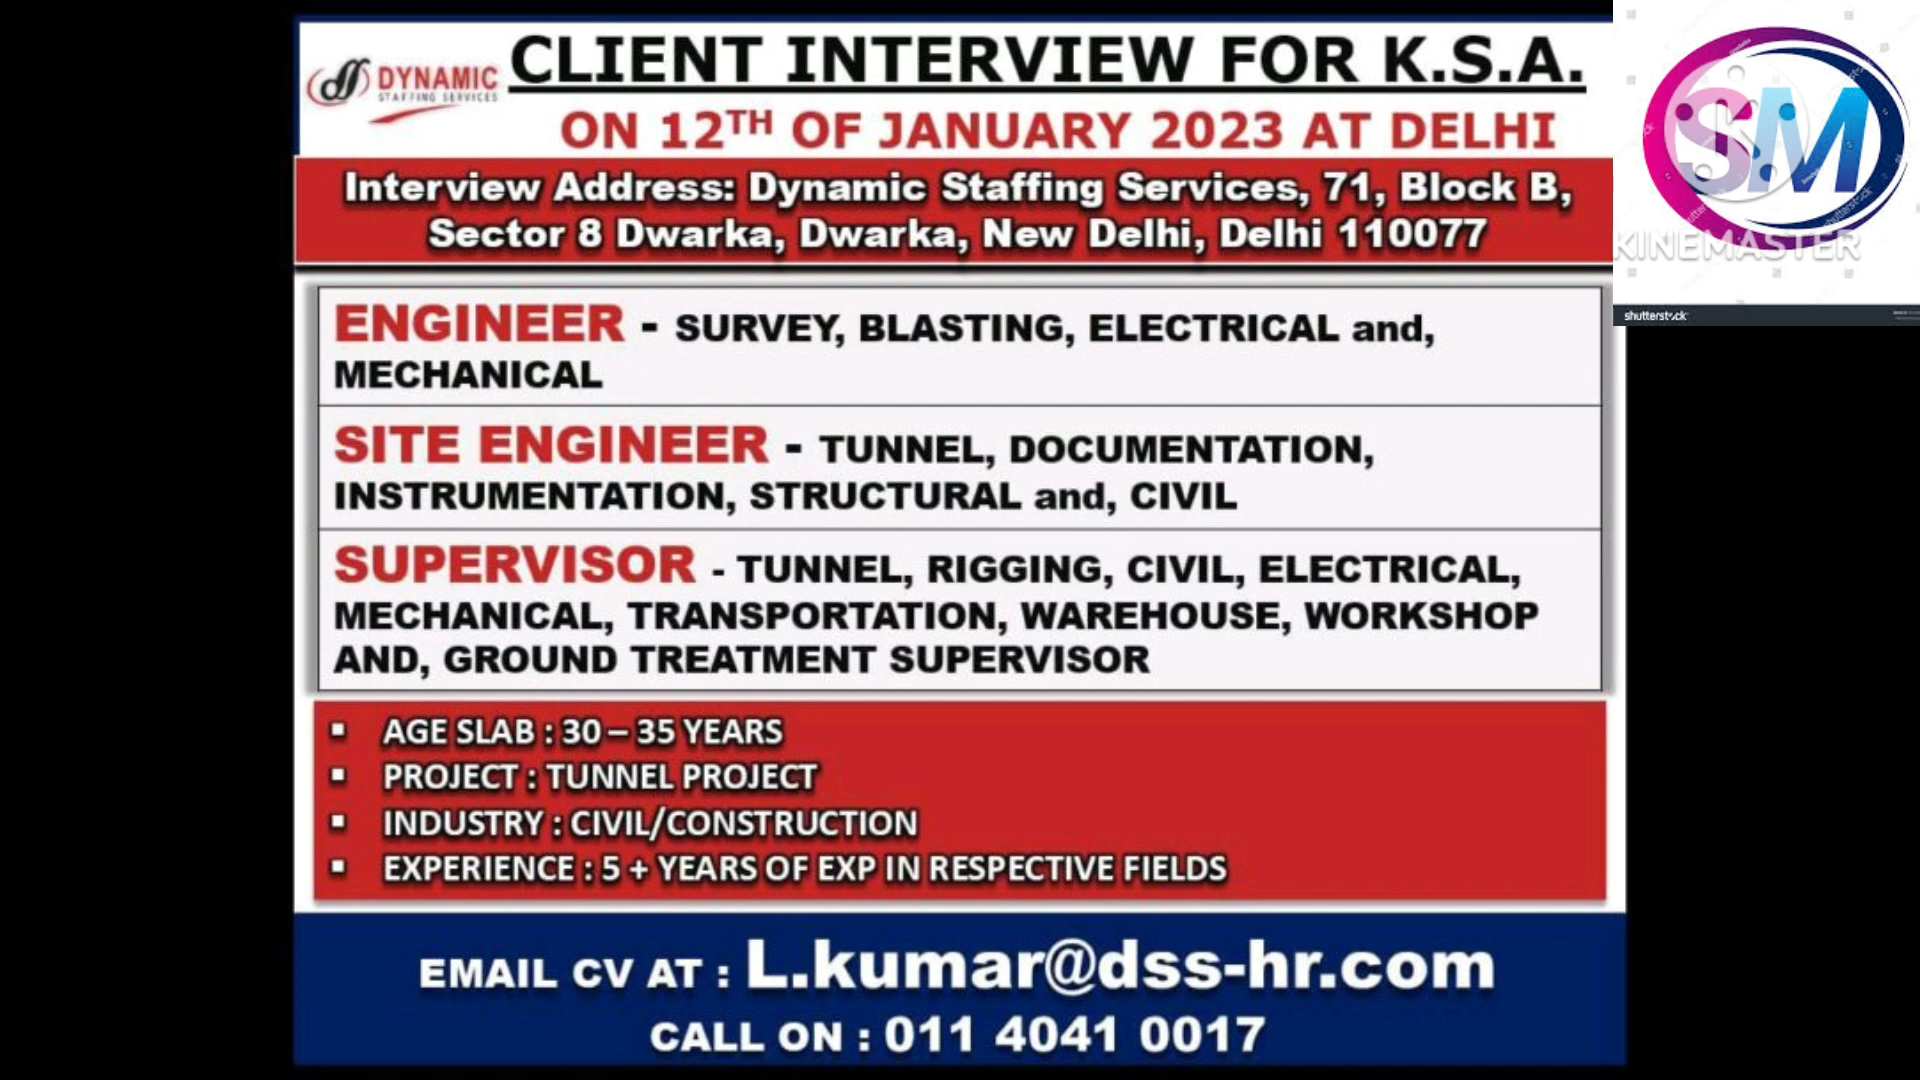 DYNAMIC
STAFFING SERVICES
CLIENT INTERVIEW FOR K.S.A.
ON 12TH OF JANUARY 2023 AT DELHI
Interview Address: Dynamic Staffing Services, 71, Block B,
Sector 8 Dwarka, Dwarka, New Delhi, Delhi 110077
SM
KINEMASTER
shutterstock
ENGINEER - SURVEY, BLASTING, ELECTRICAL and,
MECHANICAL
SITE ENGINEER - TUNNEL, DOCUMENTATION,
INSTRUMENTATION, STRUCTURAL and, CIVIL
SUPERVISOR - TUNNEL, RIGGING, CIVIL, ELECTRICAL,
MECHANICAL, TRANSPORTATION, WAREHOUSE, WORKSHOP
AND, GROUND TREATMENT SUPERVISOR
▪ AGE SLAB : 30 – 35 YEARS
▪ PROJECT : TUNNEL PROJECT
▪ INDUSTRY : CIVIL/CONSTRUCTION
▪ EXPERIENCE : 5 + YEARS OF EXP IN RESPECTIVE FIELDS
EMAIL CV AT : L.kumar@dss-hr.com
CALL ON : 011 4041 0017